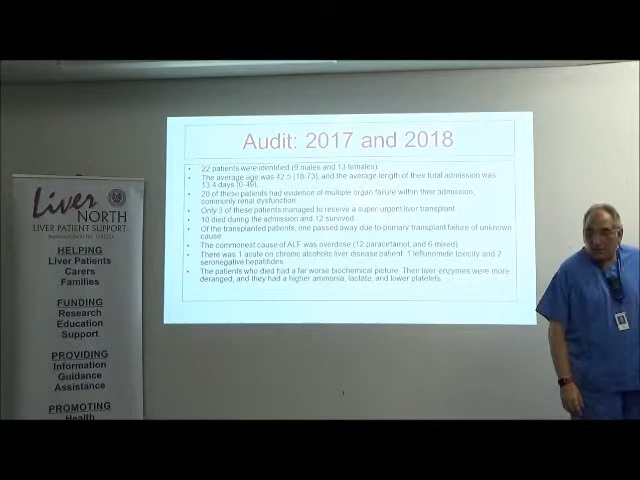 Audit: 2017 and 2018
22 patients were identified (9 males and 13 females).
The average age was 42.5 (18-73), and the average length of their total admission was
13.4 days (0-49).
20 of these patients had evidence of multiple organ failure within their admission,
commonly renal dysfunction
Only 3 of these patients managed to receive a super-urgent liver transplant.
10 died during the admission and 12 survived.
Of the transplanted patients, one passed away due to primary transplant failure of unknown
cause.
The commonest cause of ALF was overdose (12 paracetamol, and 6 mixed)
There was 1 acute on chronic alcoholic liver disease patient, 1 leflunomide toxicity and 2
seronegative hepatitides
The patients who died had a far worse biochemical picture. Their liver enzymes were more
deranged, and they had a higher ammonia, lactate, and lower platelets
Liver
NORTH
LIVER PATIENT SUPPORT
HELPING
Liver Patients
Carers
Families
FUNDING
Research
Education
Support
PROVIDING
Information
Guidance
Assistance
PROMOTING
Health